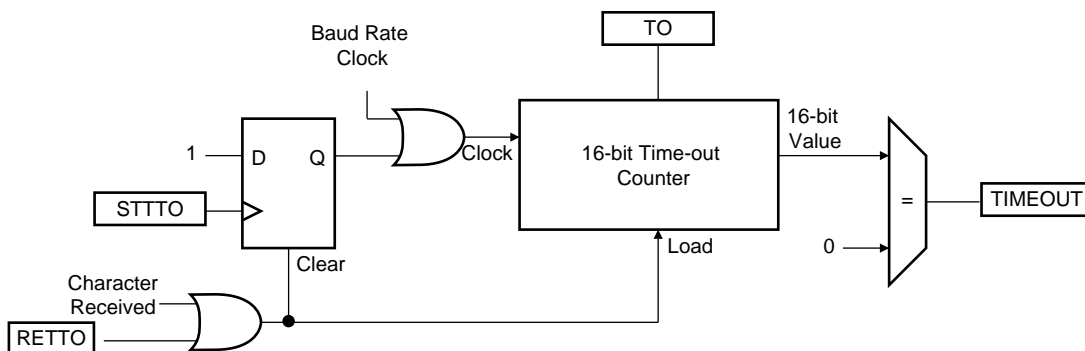 TO
Baud Rate
Clock
16-bit
Value
1
D
Q
Clock
16-bit Time-out
Counter
STTTO
=
TIMEOUT
0
Load
Clear
Character
Received
RETTO